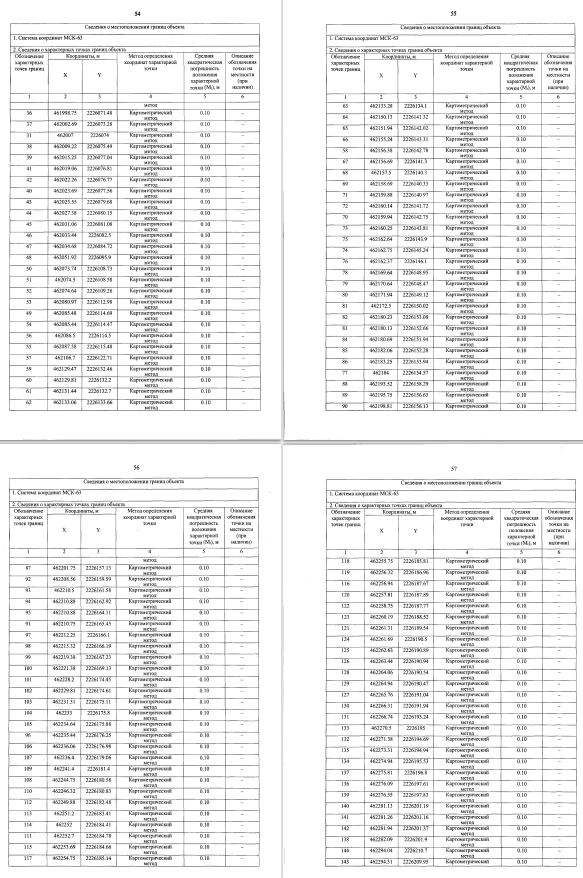 54
Сведения о местоположении границ объекта
1. Система координат МСК-63
2. Сведения о характерных точках границ объекта
Обозначение характерных точек границ
Координаты, м
X
Y
Метод определения координат характерной точки
Средняя квадратическая погрешность положения характерной точки (Mt), м
Описание обозначения точки на местности (при наличии)
1 2 3 4 5 6
метод
36 461998.75 2226071.48 Картометрический метод 0.10 –
37 462002.69 2226073.28 Картометрический метод 0.10 –
31 462007 2226074 Картометрический метод 0.10 –
38 462009.22 2226075.49 Картометрический метод 0.10 –
39 462015.25 2226077.04 Картометрический метод 0.10 –
41 462019.06 2226076.81 Картометрический метод 0.10 –
42 462022.26 2226076.77 Картометрический метод 0.10 –
40 462023.69 2226077.36 Картометрический метод 0.10 –
43 462025.55 2226079.68 Картометрический метод 0.10 –
44 462027.38 2226080.15 Картометрический метод 0.10 –
45 462031.06 2226081.08 Картометрический метод 0.10 –
46 462033.44 2226082.5 Картометрический метод 0.10 –
47 462034.68 2226084.72 Картометрический метод 0.10 –
48 462051.92 2226095.9 Картометрический метод 0.10 –
50 462073.74 2226108.73 Картометрический метод 0.10 –
51 462074.3 2226108.58 Картометрический метод 0.10 –
52 462074.64 2226109.26 Картометрический метод 0.10 –
53 462080.97 2226112.98 Картометрический метод 0.10 –
49 462085.48 2226114.69 Картометрический метод 0.10 –
54 462085.44 2226114.47 Картометрический метод 0.10 –
56 462086.5 2226114.5 Картометрический метод 0.10 –
55 462087.38 2226115.48 Картометрический метод 0.10 –
57 462106.7 2226122.71 Картометрический метод 0.10 –
59 462129.47 2226132.46 Картометрический метод 0.10 –
60 462129.81 2226132.2 Картометрический метод 0.10 –
61 462131.44 2226132.7 Картометрический метод 0.10 –
62 462133.06 2226133.66 Картометрический метод 0.10 –
55
Сведения о местоположении границ объекта
1. Система координат МСК-63
2. Сведения о характерных точках границ объекта
Обозначение характерных точек границ
Координаты, м
X
Y
Метод определения координат характерной точки
Средняя квадратическая погрешность положения характерной точки (Mt), м
Описание обозначения точки на местности (при наличии)
1 2 3 4 5 6
63 462133.28 2226134.1 Картометрический метод 0.10 –
64 462150.13 2226141.32 Картометрический метод 0.10 –
65 462151.94 2226142.02 Картометрический метод 0.10 –
66 462155.24 2226143.31 Картометрический метод 0.10 –
58 462156.38 2226142.78 Картометрический метод 0.10 –
67 462156.69 2226141.3 Картометрический метод 0.10 –
68 462157.5 2226140.5 Картометрический метод 0.10 –
69 462158.69 2226140.33 Картометрический метод 0.10 –
71 462159.88 2226140.97 Картометрический метод 0.10 –
72 462160.14 2226141.72 Картометрический метод 0.10 –
70 462159.94 2226142.75 Картометрический метод 0.10 –
73 462160.25 2226143.81 Картометрический метод 0.10 –
75 462162.64 2226143.9 Картометрический метод 0.10 –
74 462162.75 2226145.24 Картометрический метод 0.10 –
76 462162.37 2226146.1 Картометрический метод 0.10 –
78 462169.64 2226148.95 Картометрический метод 0.10 –
79 462170.64 2226148.47 Картометрический метод 0.10 –
80 462171.94 2226149.12 Картометрический метод 0.10 –
81 462172.5 2226150.02 Картометрический метод 0.10 –
82 462180.23 2226153.09 Картометрический метод 0.10 –
83 462180.13 2226152.66 Картометрический метод 0.10 –
84 462180.69 2226151.94 Картометрический метод 0.10 –
85 462182.06 2226152.28 Картометрический метод 0.10 –
86 462183.25 2226153.94 Картометрический метод 0.10 –
77 462184 2226154.57 Картометрический метод 0.10 –
88 462193.52 2226158.29 Картометрический метод 0.10 –
89 462195.75 2226156.63 Картометрический метод 0.10 –
90 462198.81 2226156.13 Картометрический 0.10 –
56
Сведения о местоположении границ объекта
1. Система координат МСК-63
2. Сведения о характерных точках границ объекта
Обозначение характерных точек границ
Координаты, м
X
Y
Метод определения координат характерной точки
Средняя квадратическая погрешность положения характерной точки (Mt), м
Описание обозначения точки на местности (при наличии)
1 2 3 4 5 6
метод
87 462201.75 2226157.13 Картометрический метод 0.10 –
92 462208.56 2226159.59 Картометрический метод 0.10 –
93 462210.5 2226161.58 Картометрический метод 0.10 –
94 462210.88 2226162.92 Картометрический метод 0.10 –
95 462210.88 2226164.11 Картометрический метод 0.10 –
91 462210.75 2226165.45 Картометрический метод 0.10 –
97 462212.25 2226166.1 Картометрический метод 0.10 –
98 462215.32 2226166.19 Картометрический метод 0.10 –
99 462219.38 2226167.23 Картометрический метод 0.10 –
100 462221.38 2226169.13 Картометрический метод 0.10 –
101 462228.2 2226174.45 Картометрический метод 0.10 –
102 462229.81 2226174.61 Картометрический метод 0.10 –
103 462231.31 2226175.11 Картометрический метод 0.10 –
104 462233 2226175.8 Картометрический метод 0.10 –
105 462234.64 2226175.88 Картометрический метод 0.10 –
96 462235.44 2226176.25 Картометрический метод 0.10 –
106 462236.06 2226176.98 Картометрический метод 0.10 –
107 462236.4 2226179.06 Картометрический метод 0.10 –
109 462241.4 2226181.4 Картометрический метод 0.10 –
108 462244.75 2226180.58 Картометрический метод 0.10 –
110 462246.32 2226180.83 Картометрический метод 0.10 –
112 462249.88 2226182.48 Картометрический метод 0.10 –
113 462251.2 2226183.41 Картометрический метод 0.10 –
114 462252 2226184.41 Картометрический метод 0.10 –
111 462252.7 2226184.78 Картометрический метод 0.10 –
115 462253.69 2226184.66 Картометрический метод 0.10 –
117 462254.75 2226185.14 Картометрический метод 0.10 –
57
Сведения о местоположении границ объекта
1. Система координат МСК-63
2. Сведения о характерных точках границ объекта
Обозначение характерных точек границ
Координаты, м
X
Y
Метод определения координат характерной точки
Средняя квадратическая погрешность положения характерной точки (Mt), м
Описание обозначения точки на местности (при наличии)
1 2 3 4 5 6
118 462255.75 2226185.81 Картометрический метод 0.10 –
119 462256.32 2226186.96 Картометрический метод 0.10 –
116 462256.94 2226187.67 Картометрический метод 0.10 –
120 462257.81 2226187.89 Картометрический метод 0.10 –
122 462258.75 2226187.77 Картометрический метод 0.10 –
123 462260.19 2226188.52 Картометрический метод 0.10 –
121 462261.31 2226189.54 Картометрический метод 0.10 –
124 462261.69 2226190.5 Картометрический метод 0.10 –
125 462262.63 2226190.89 Картометрический метод 0.10 –
126 462263.44 2226190.94 Картометрический метод 0.10 –
128 462264.06 2226190.54 Картометрический метод 0.10 –
129 462264.94 2226190.47 Картометрический метод 0.10 –
127 462265.76 2226191.04 Картометрический метод 0.10 –
130 462266.31 2226191.94 Картометрический метод 0.10 –
131 462266.74 2226193.24 Картометрический метод 0.10 –
133 462270.5 2226195 Картометрический метод 0.10 –
132 462271.38 2226194.69 Картометрический метод 0.10 –
135 462273.31 2226194.94 Картометрический метод 0.10 –
134 462274.94 2226195.53 Картометрический метод 0.10 –
137 462275.81 2226196.8 Картометрический метод 0.10 –
136 462276.09 2226197.61 Картометрический метод 0.10 –
139 462276.55 2226197.83 Картометрический метод 0.10 –
140 462281.13 2226201.19 Картометрический метод 0.10 –
141 462281.26 2226201.16 Картометрический метод 0.10 –
142 462281.94 2226201.37 Картометрический метод 0.10 –
138 462282.09 2226201.9 Картометрический метод 0.10 –
144 462294.04 2226210.7 Картометрический метод 0.10 –
143 462294.31 2226209.95 Картометрический 0.10 –